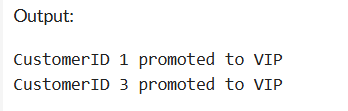 Output:
CustomerID 1 promoted to VIP
CustomerID 3 promoted to VIP